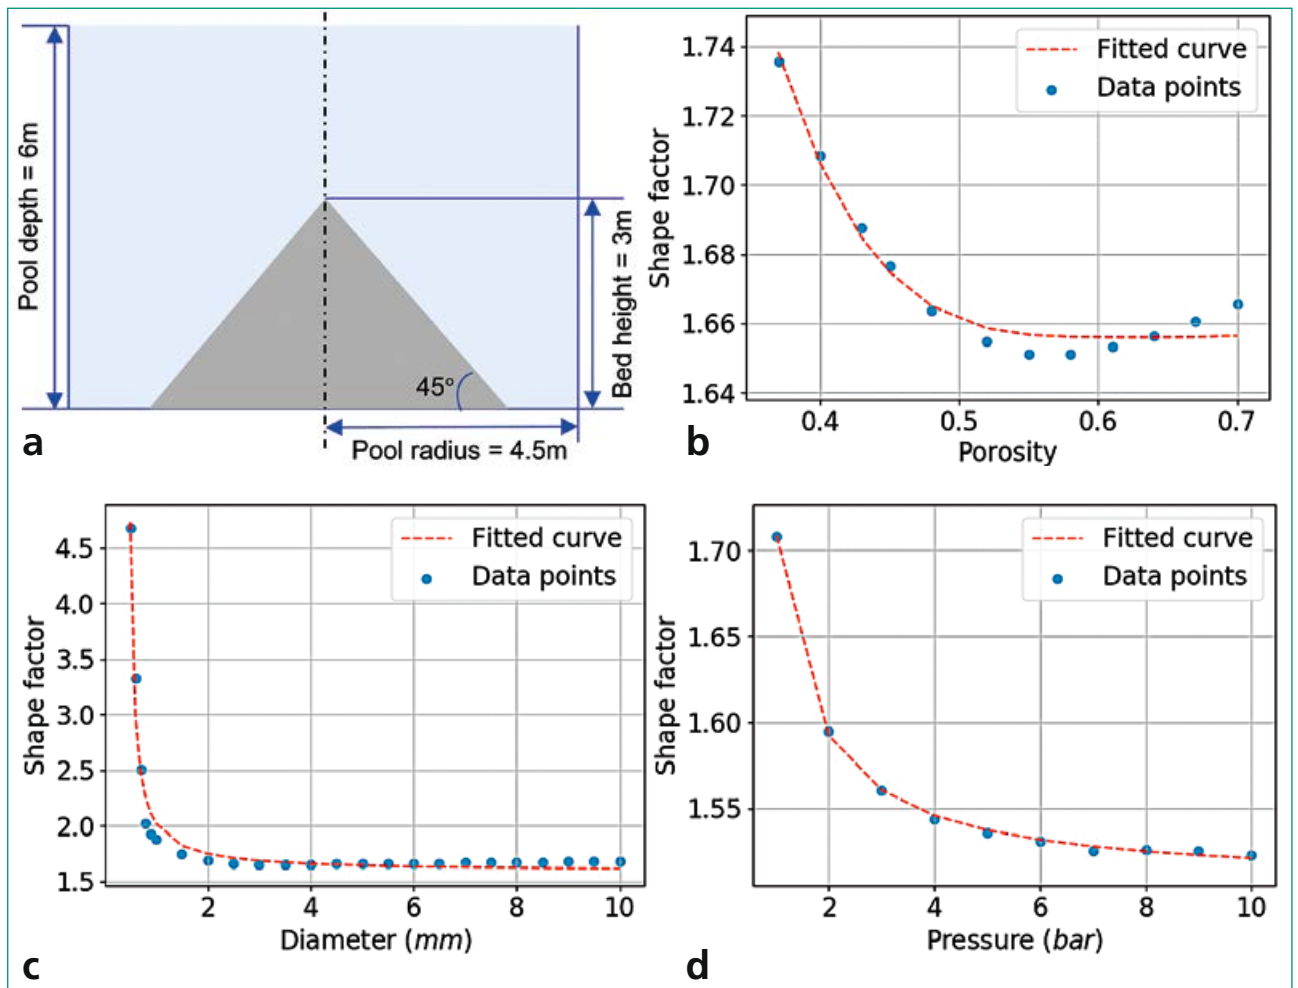 Pool depth = 6m
Bed height = 3m
45°
Pool radius = 4.5m
a
1.74
1.72
1.70
1.68
1.66
1.64
Shape factor
Fitted curve
Data points
0.4 0.5 0.6 0.7
Porosity
b
4.5
4.0
3.5
3.0
2.5
2.0
1.5
Shape factor
Fitted curve
Data points
2 4 6 8 10
Diameter (mm)
c
1.70
1.65
1.60
1.55
Shape factor
Fitted curve
Data points
2 4 6 8 10
Pressure (bar)
d